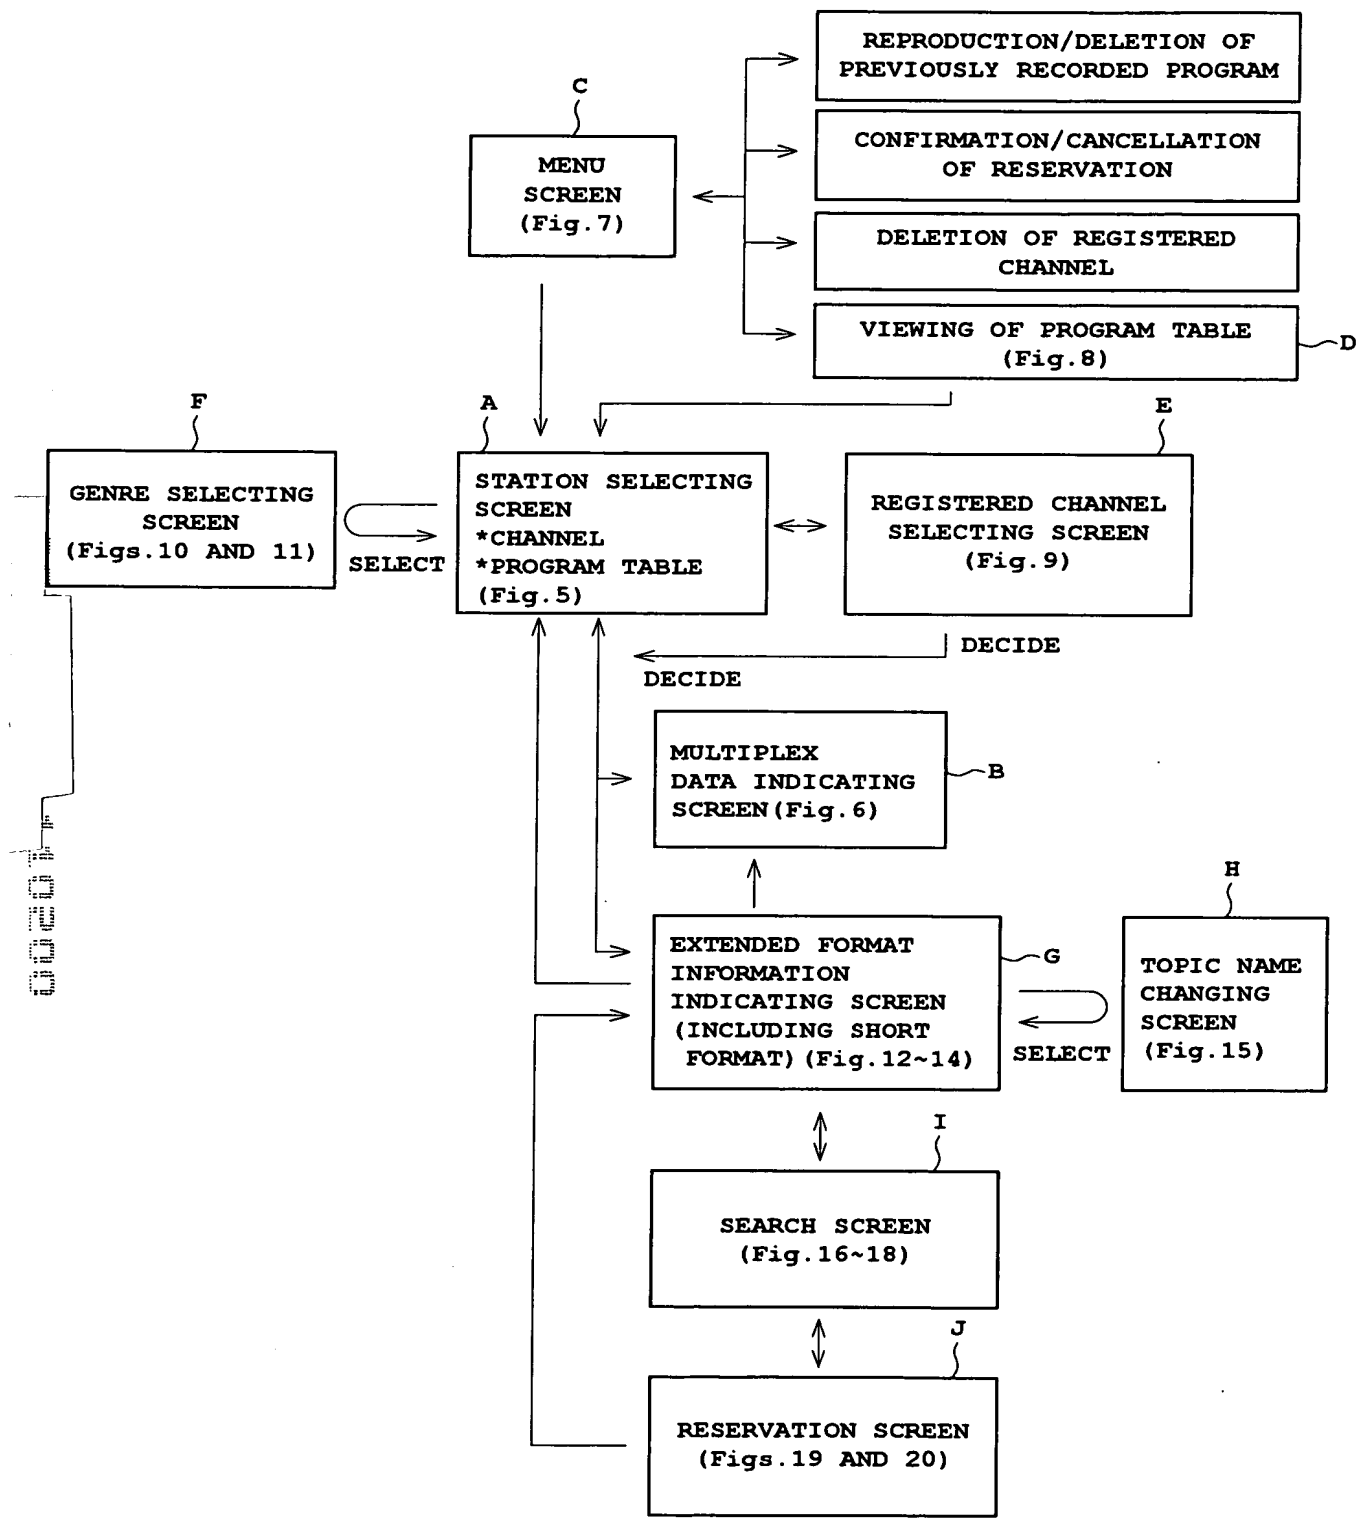 REPRODUCTION/DELETION OF
PREVIOUSLY RECORDED PROGRAM
C
MENU
SCREEN
(Fig.7)
CONFIRMATION/CANCELLATION
OF RESERVATION
DELETION OF REGISTERED
CHANNEL
VIEWING OF PROGRAM TABLE
(Fig.8)
D
F
GENRE SELECTING
SCREEN
(Figs.10 AND 11)
SELECT
A
STATION SELECTING
SCREEN
*CHANNEL
*PROGRAM TABLE
(Fig.5)
E
REGISTERED CHANNEL
SELECTING SCREEN
(Fig.9)
DECIDE
DECIDE
MULTIPLEX
DATA INDICATING
SCREEN(Fig.6)
B
EXTENDED FORMAT
INFORMATION
INDICATING SCREEN
(INCLUDING SHORT
FORMAT)(Fig.12~14)
G
SELECT
H
TOPIC NAME
CHANGING
SCREEN
(Fig.15)
I
SEARCH SCREEN
(Fig.16~18)
J
RESERVATION SCREEN
(Figs.19 AND 20)